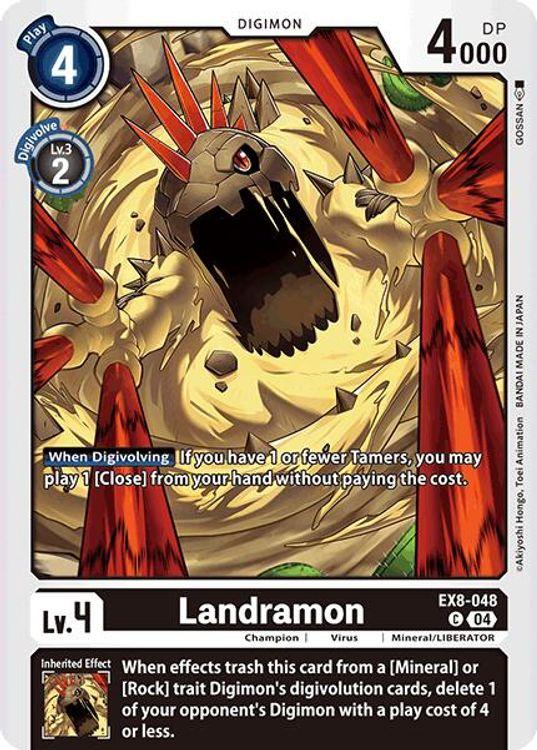 DIGIMON
Play
4
DP
4000
Digivolve
Lv.3
2
GOSSAN
©Akiyoshi Hongo, Toei Animation BANDAI MADE IN JAPAN
When Digivolving If you have 1 or fewer Tamers, you may
play 1 [Close] from your hand without paying the cost.
Lv.4
Landramon
EX8-048
C 04
Champion | Virus | Mineral/LIBERATOR
Inherited Effect
When effects trash this card from a [Mineral] or
[Rock] trait Digimon's digivolution cards, delete 1
of your opponent's Digimon with a play cost of 4
or less.